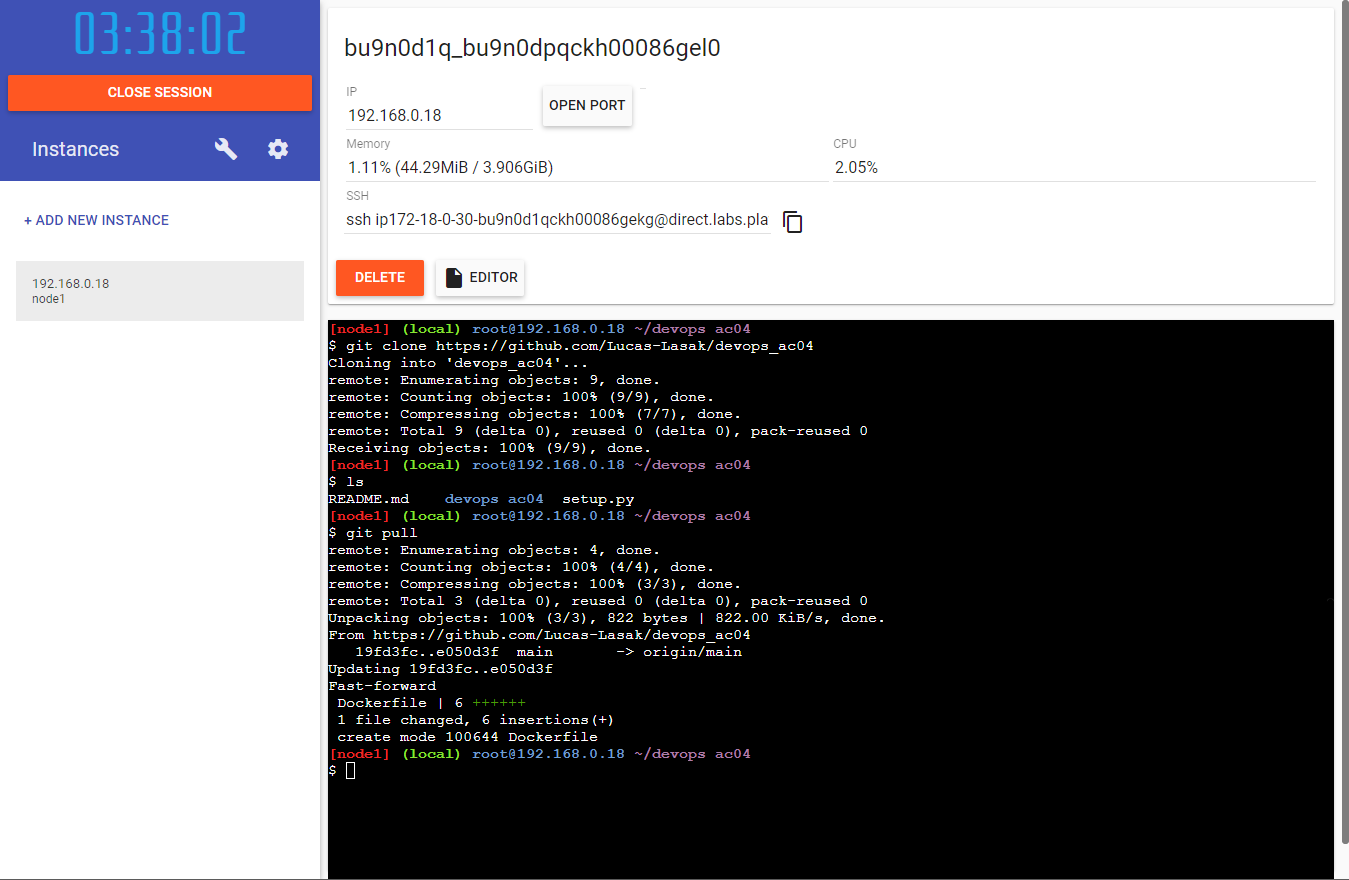 03:38:02
CLOSE SESSION
Instances
+ ADD NEW INSTANCE
192.168.0.18
node1
bu9n0d1q_bu9n0dpqckh00086gel0
IP
192.168.0.18
OPEN PORT
Memory
1.11% (44.29MiB / 3.906GiB)
CPU
2.05%
SSH
ssh ip172-18-0-30-bu9n0d1qckh00086gekg@direct.labs.pla
DELETE
EDITOR
[node1] (local) root@192.168.0.18 ~/devops_ac04
$ git clone https://github.com/Lucas-Lasak/devops_ac04
Cloning into 'devops_ac04'...
remote: Enumerating objects: 9, done.
remote: Counting objects: 100% (9/9), done.
remote: Compressing objects: 100% (7/7), done.
remote: Total 9 (delta 0), reused 0 (delta 0), pack-reused 0
Receiving objects: 100% (9/9), done.
[node1] (local) root@192.168.0.18 ~/devops_ac04
$ ls
README.md    devops_ac04  setup.py
[node1] (local) root@192.168.0.18 ~/devops_ac04
$ git pull
remote: Enumerating objects: 4, done.
remote: Counting objects: 100% (4/4), done.
remote: Compressing objects: 100% (3/3), done.
remote: Total 3 (delta 0), reused 0 (delta 0), pack-reused 0
Unpacking objects: 100% (3/3), 822 bytes | 822.00 KiB/s, done.
From https://github.com/Lucas-Lasak/devops_ac04
   19fd3fc..e050d3f  main       -> origin/main
Updating 19fd3fc..e050d3f
Fast-forward
 Dockerfile | 6 ++++++
 1 file changed, 6 insertions(+)
 create mode 100644 Dockerfile
[node1] (local) root@192.168.0.18 ~/devops_ac04
$